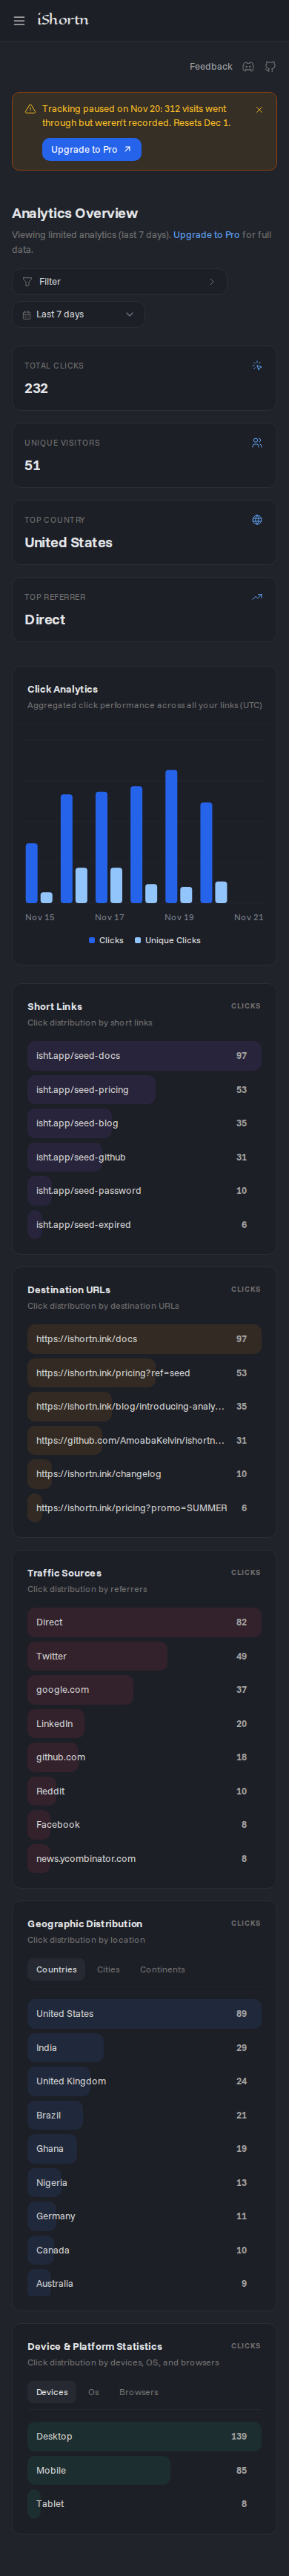 iShortn
Feedback
Tracking paused on Nov 20: 312 visits went
through but weren't recorded. Resets Dec 1.
Upgrade to Pro
Analytics Overview
Viewing limited analytics (last 7 days). Upgrade to Pro for full
data.
Filter
Last 7 days
TOTAL CLICKS
232
UNIQUE VISITORS
51
TOP COUNTRY
United States
TOP REFERRER
Direct
Click Analytics
Aggregated click performance across all your links (UTC)
Nov 15 Nov 17 Nov 19 Nov 21
Clicks Unique Clicks
Short Links CLICKS
Click distribution by short links
isht.app/seed-docs 97
isht.app/seed-pricing 53
isht.app/seed-blog 35
isht.app/seed-github 31
isht.app/seed-password 10
isht.app/seed-expired 6
Destination URLs CLICKS
Click distribution by destination URLs
https://ishortn.ink/docs 97
https://ishortn.ink/pricing?ref=seed 53
https://ishortn.ink/blog/introducing-analy... 35
https://github.com/AmoabaKelvin/ishortn... 31
https://ishortn.ink/changelog 10
https://ishortn.ink/pricing?promo=SUMMER 6
Traffic Sources CLICKS
Click distribution by referrers
Direct 82
Twitter 49
google.com 37
LinkedIn 20
github.com 18
Reddit 10
Facebook 8
news.ycombinator.com 8
Geographic Distribution CLICKS
Click distribution by location
Countries Cities Continents
United States 89
India 29
United Kingdom 24
Brazil 21
Ghana 19
Nigeria 13
Germany 11
Canada 10
Australia 9
Device & Platform Statistics CLICKS
Click distribution by devices, OS, and browsers
Devices Os Browsers
Desktop 139
Mobile 85
Tablet 8